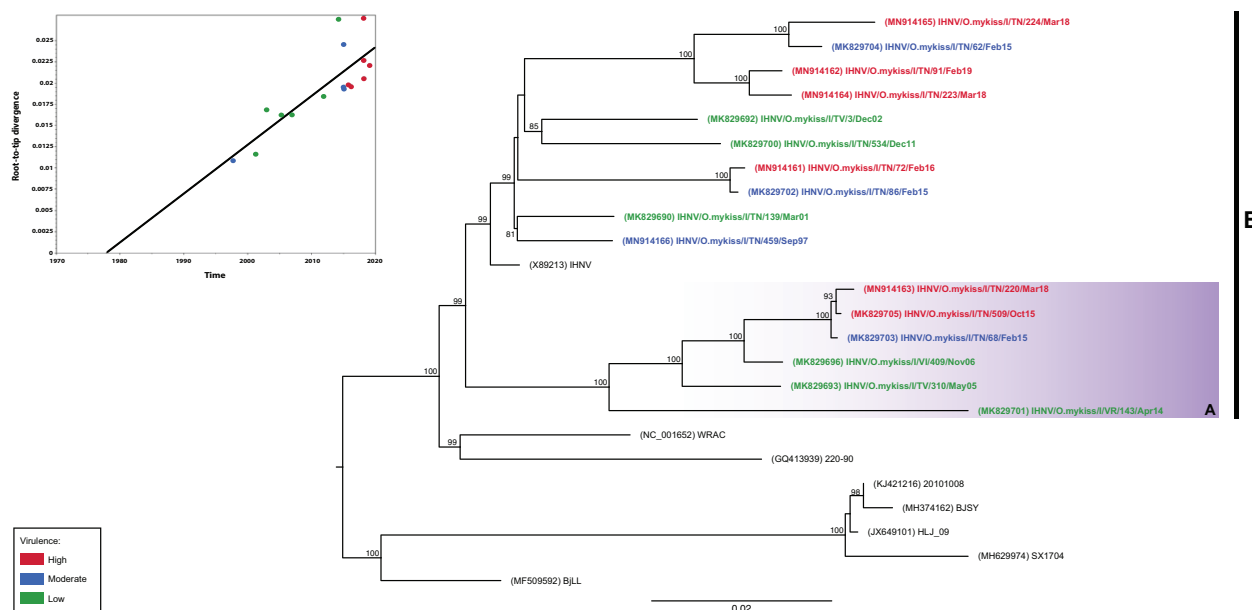 0.025
0.0225
0.02
0.0175
0.015
0.0125
0.01
0.0075
0.005
0.0025
0
Root-to-tip divergence
1970
1980
1990
2000
2010
2020
Time
(MN914165) IHNV/O.mykiss/I/TN/224/Mar18
100
(MK829704) IHNV/O.mykiss/I/TN/62/Feb15
100
(MN914162) IHNV/O.mykiss/I/TN/91/Feb19
100
(MN914164) IHNV/O.mykiss/I/TN/223/Mar18
(MK829692) IHNV/O.mykiss/I/TV/3/Dec02
85
(MK829700) IHNV/O.mykiss/I/TN/534/Dec11
(MN914161) IHNV/O.mykiss/I/TN/72/Feb16
100
99
(MK829702) IHNV/O.mykiss/I/TN/86/Feb15
(MK829690) IHNV/O.mykiss/I/TN/139/Mar01
99
81
(MN914166) IHNV/O.mykiss/I/TN/459/Sep97
(X89213) IHNV
(MN914163) IHNV/O.mykiss/I/TN/220/Mar18
93
99
(MK829705) IHNV/O.mykiss/I/TN/509/Oct15
100
(MK829703) IHNV/O.mykiss/I/TN/68/Feb15
100
(MK829696) IHNV/O.mykiss/I/VI/409/Nov06
100
(MK829693) IHNV/O.mykiss/I/TV/310/May05
100
100
(MK829701) IHNV/O.mykiss/I/VR/143/Apr14
A
(NC_001652) WRAC
99
(GQ413939) 220-90
(KJ421216) 20101008
98
(MH374162) BJSY
(JX649101) HLJ_09
100
(MH629974) SX1704
100
(MF509592) BjLL
0.02
Virulence:
High
Moderate
Low